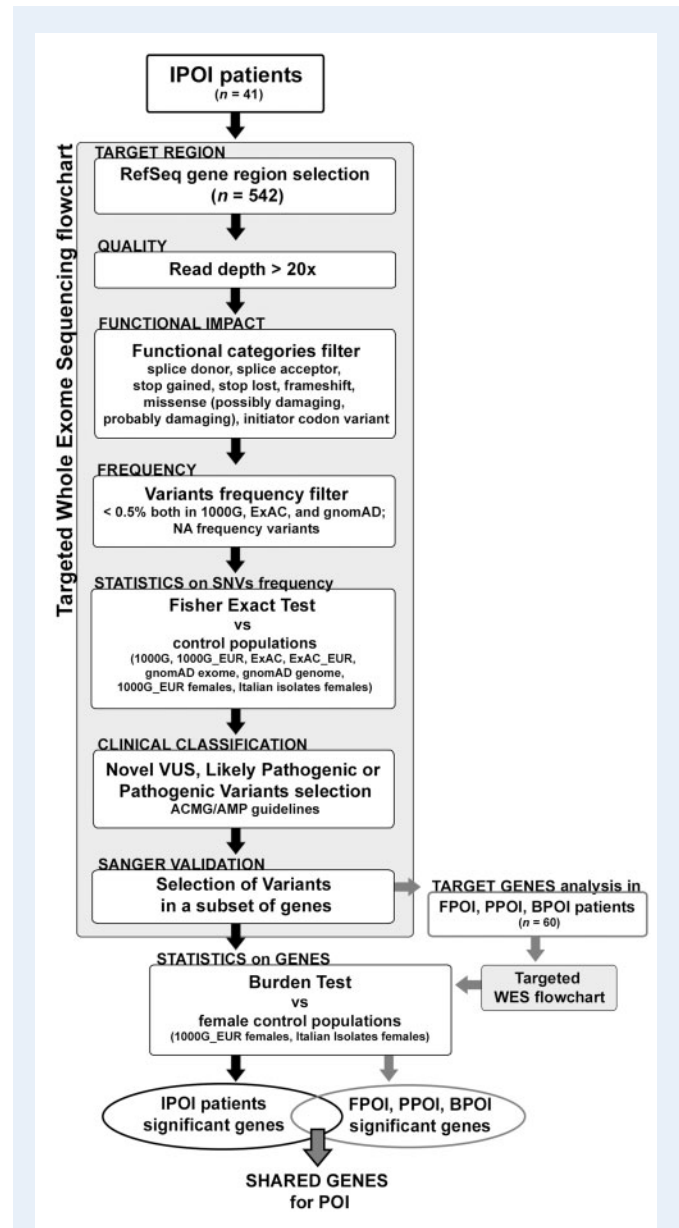 IPOI patients
(n = 41)
Targeted Whole Exome Sequencing flowchart
TARGET REGION
RefSeq gene region selection
(n = 542)
QUALITY
Read depth > 20x
FUNCTIONAL IMPACT
Functional categories filter
splice donor, splice acceptor,
stop gained, stop lost, frameshift,
missense (possibly damaging,
probably damaging), initiator codon variant
FREQUENCY
Variants frequency filter
< 0.5% both in 1000G, ExAC, and gnomAD;
NA frequency variants
STATISTICS on SNVs frequency
Fisher Exact Test
vs
control populations
(1000G, 1000G_EUR, ExAC, ExAC_EUR,
gnomAD exome, gnomAD genome,
1000G_EUR females, Italian isolates females)
CLINICAL CLASSIFICATION
Novel VUS, Likely Pathogenic or
Pathogenic Variants selection
ACMG/AMP guidelines
SANGER VALIDATION
Selection of Variants
in a subset of genes
TARGET GENES analysis in
FPOI, PPOI, BPOI patients
(n = 60)
Targeted
WES flowchart
STATISTICS on GENES
Burden Test
vs
female control populations
(1000G_EUR females, Italian Isolates females)
IPOI patients
significant genes
FPOI, PPOI, BPOI
significant genes
SHARED GENES
for POI